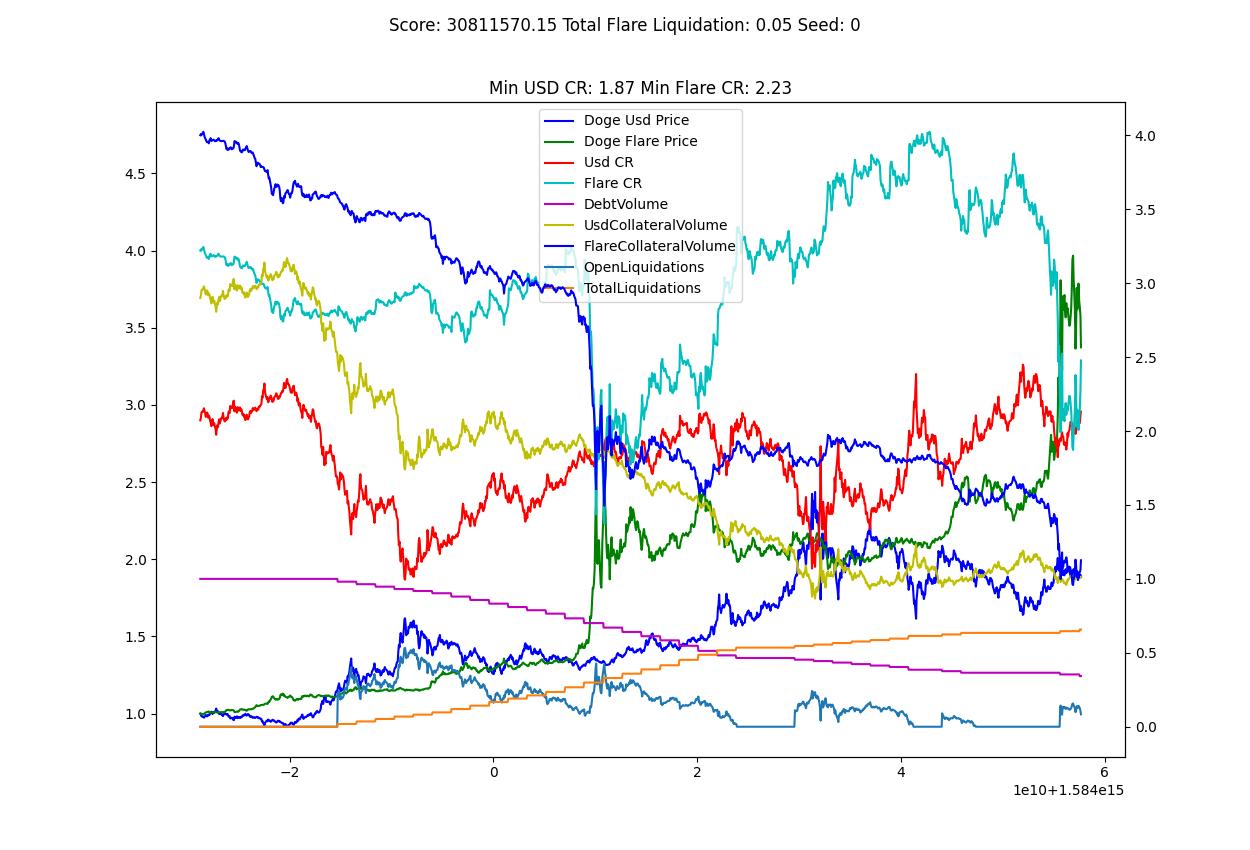 Score: 30811570.15 Total Flare Liquidation: 0.05 Seed: 0
Min USD CR: 1.87 Min Flare CR: 2.23
Doge Usd Price
Doge Flare Price
Usd CR
Flare CR
DebtVolume
UsdCollateralVolume
FlareCollateralVolume
OpenLiquidations
TotalLiquidations
4.5
4.0
3.5
3.0
2.5
2.0
1.5
1.0
4.0
3.5
3.0
2.5
2.0
1.5
1.0
0.5
0.0
−2 0 2 4 6
1e10+1.584e15